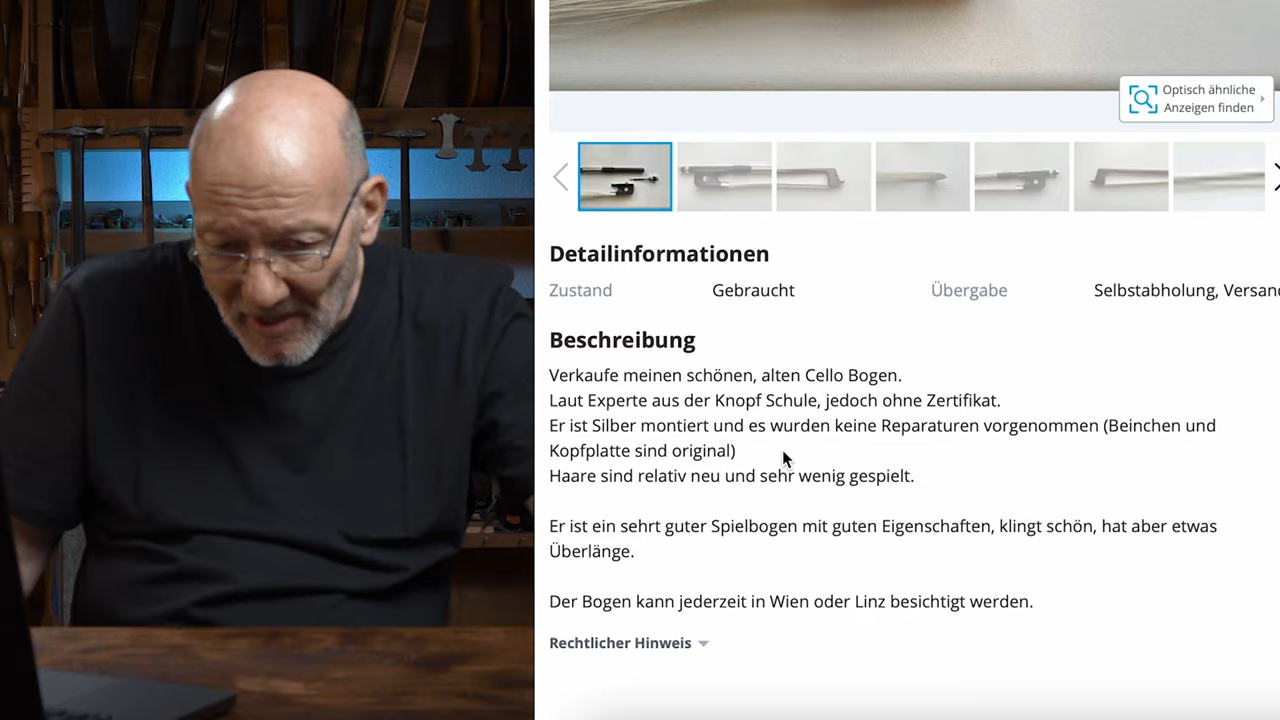 Optisch ähnliche
Anzeigen finden
Detailinformationen
Zustand Gebraucht Übergabe Selbstabholung, Versand
Beschreibung
Verkaufe meinen schönen, alten Cello Bogen.
Laut Experte aus der Knopf Schule, jedoch ohne Zertifikat.
Er ist Silber montiert und es wurden keine Reparaturen vorgenommen (Beinchen und
Kopfplatte sind original)
Haare sind relativ neu und sehr wenig gespielt.
Er ist ein sehrt guter Spielbogen mit guten Eigenschaften, klingt schön, hat aber etwas
Überlänge.
Der Bogen kann jederzeit in Wien oder Linz besichtigt werden.
Rechtlicher Hinweis